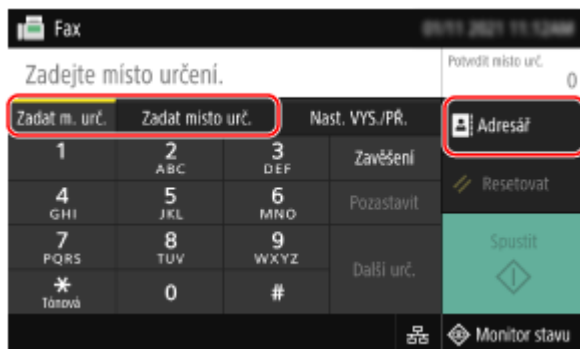 Fax
Zadejte místo určení.
Potvrdit místo urč.
0
Zadat m. urč. Zadat místo urč. Nast. VYS./PŘ.
Adresář
1 2 3 Zavěšení
ABC DEF
Resetovat
4 5 6 Pozastavit
GHI JKL MNO
7 8 9 Spustit
PQRS TUV WXYZ
Další urč.
* 0 #
Tónová
Monitor stavu